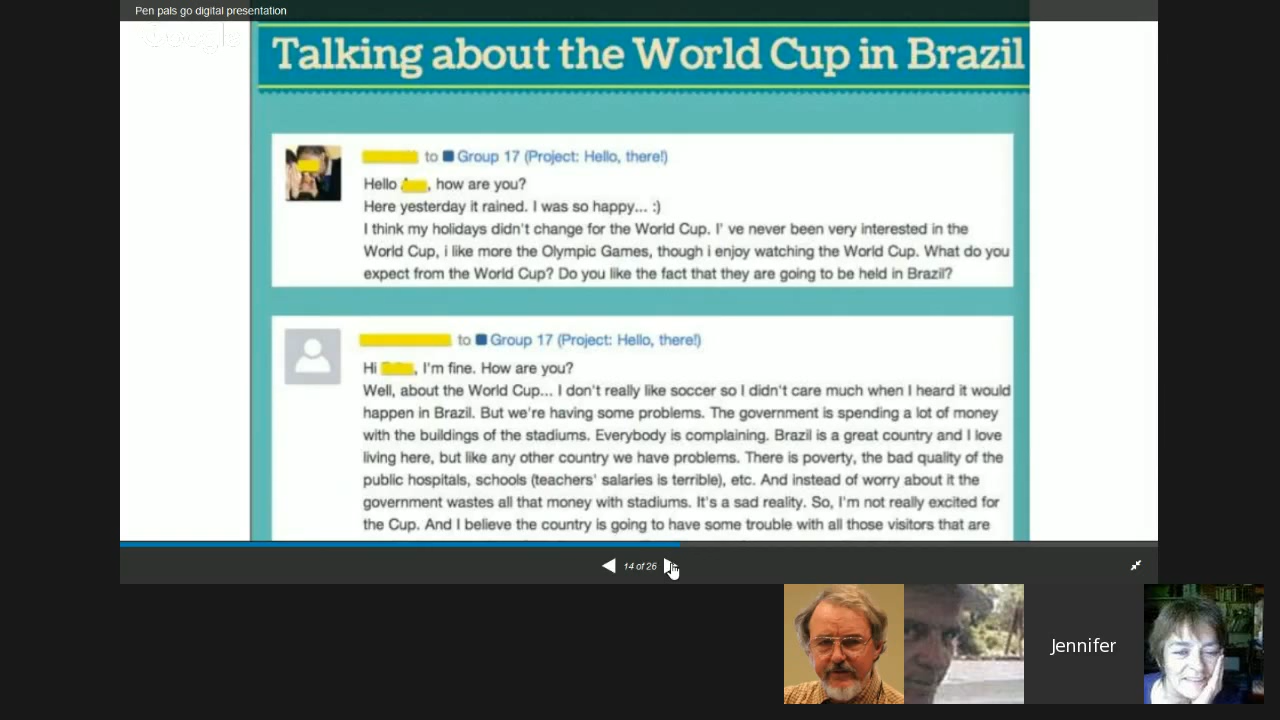 Pen pals go digital presentation
Google
Talking about the World Cup in Brazil
to Group 17 (Project: Hello, there!)
Hello , how are you?
Here yesterday it rained. I was so happy... :)
I think my holidays didn't change for the World Cup. I' ve never been very interested in the
World Cup, i like more the Olympic Games, though i enjoy watching the World Cup. What do you
expect from the World Cup? Do you like the fact that they are going to be held in Brazil?
to Group 17 (Project: Hello, there!)
Hi , I'm fine. How are you?
Well, about the World Cup... I don't really like soccer so I didn't care much when I heard it would
happen in Brazil. But we're having some problems. The government is spending a lot of money
with the buildings of the stadiums. Everybody is complaining. Brazil is a great country and I love
living here, but like any other country we have problems. There is poverty, the bad quality of the
public hospitals, schools (teachers' salaries is terrible), etc. And instead of worry about it the
government wastes all that money with stadiums. It's a sad reality. So, I'm not really excited for
the Cup. And I believe the country is going to have some trouble with all those visitors that are
14 of 26
Jennifer